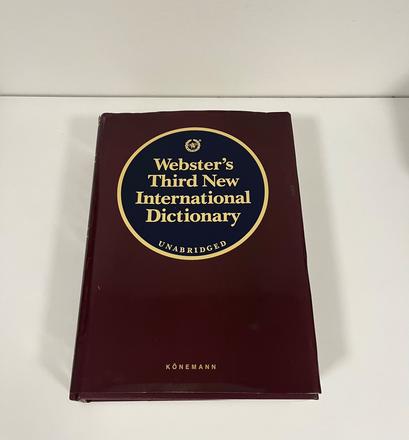 Webster's
Third New
International
Dictionary
UNABRIDGED
KÖNEMANN